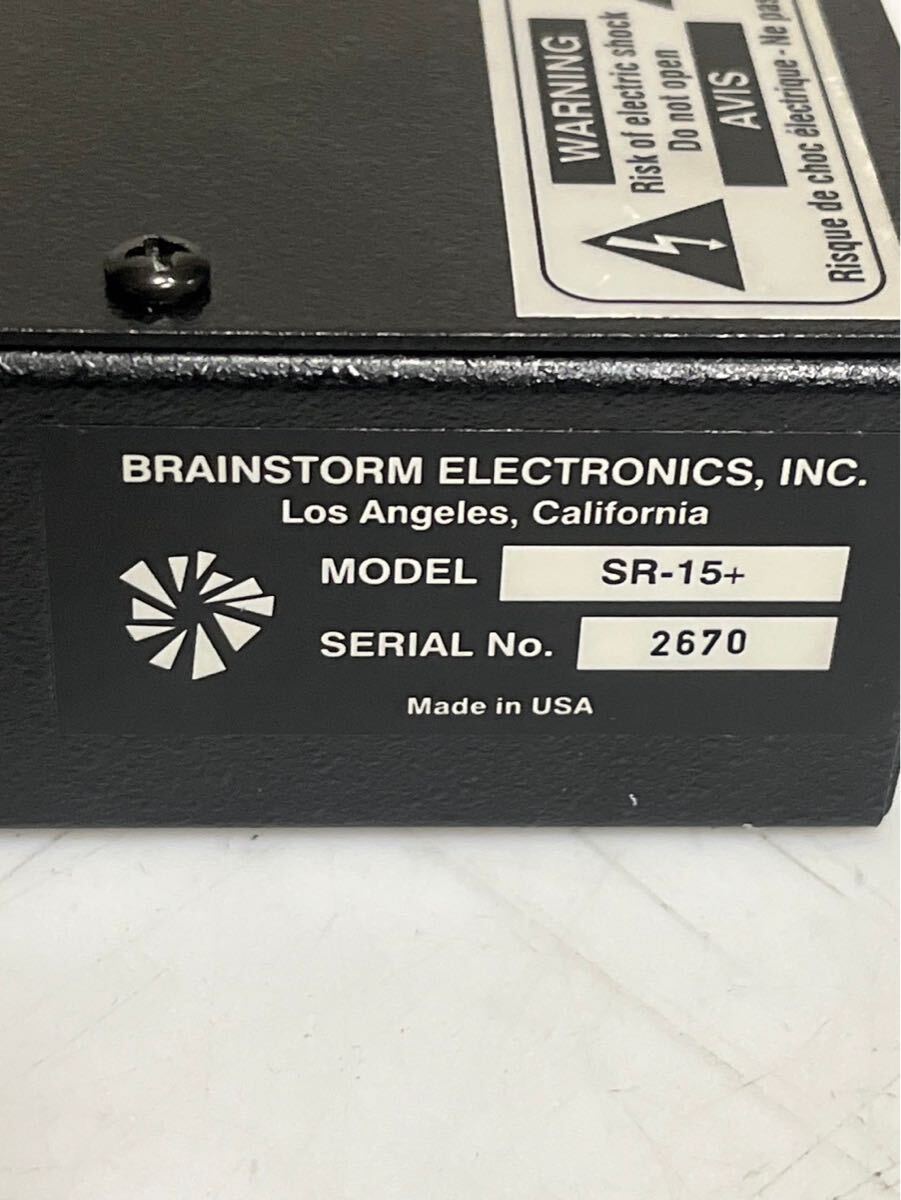 WARNING
Risk of electric shock
Do not open
AVIS
Risque de choc électrique - Ne pas
BRAINSTORM ELECTRONICS, INC.
Los Angeles, California
MODEL SR-15+
SERIAL No. 2670
Made in USA